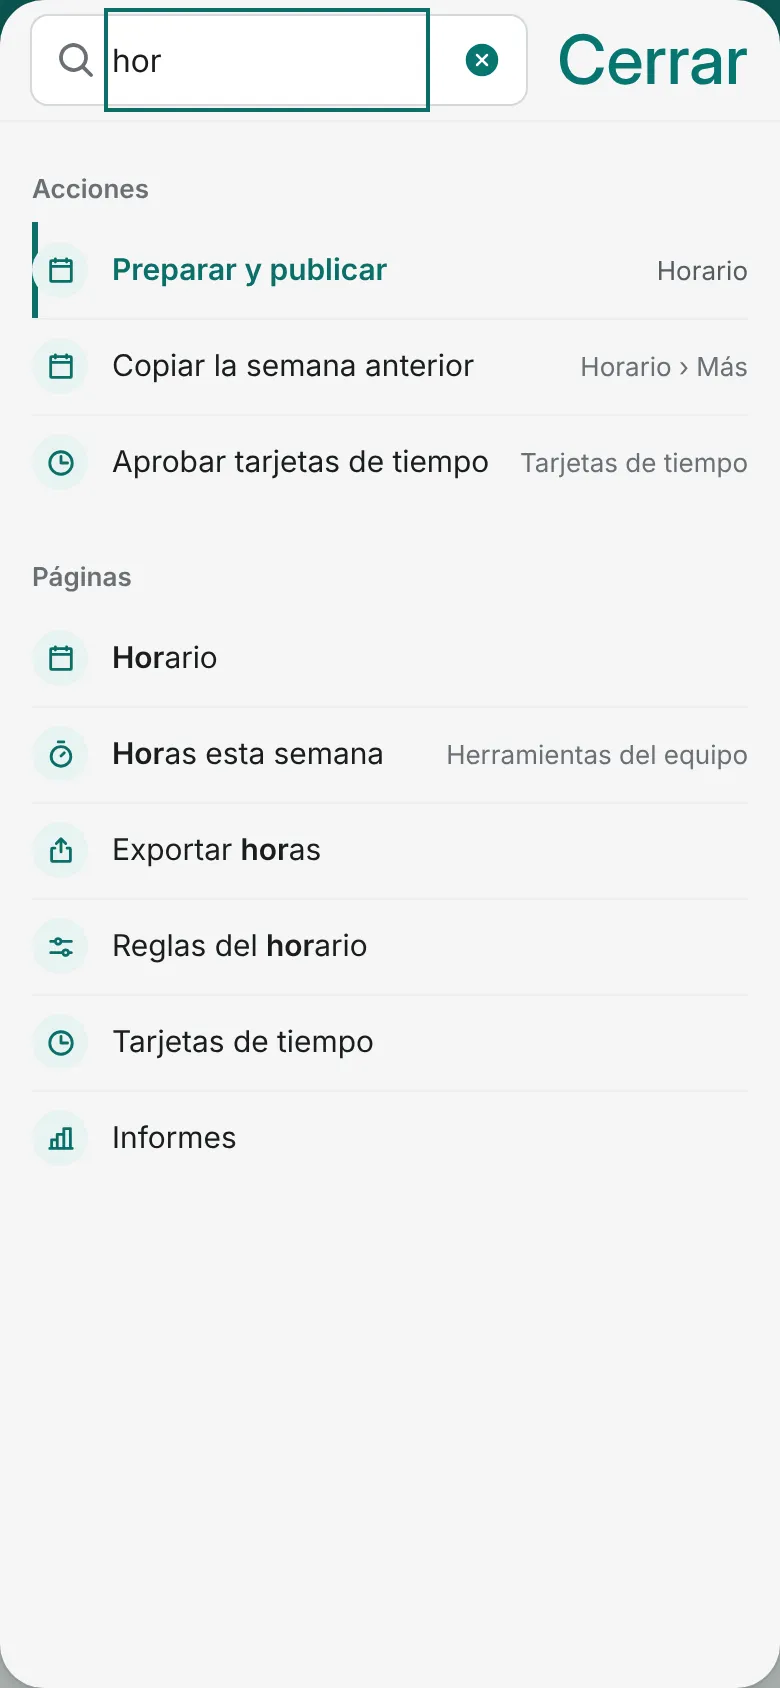 hor
Cerrar
Acciones
Preparar y publicar Horario
Copiar la semana anterior Horario › Más
Aprobar tarjetas de tiempo Tarjetas de tiempo
Páginas
Horario
Horas esta semana Herramientas del equipo
Exportar horas
Reglas del horario
Tarjetas de tiempo
Informes